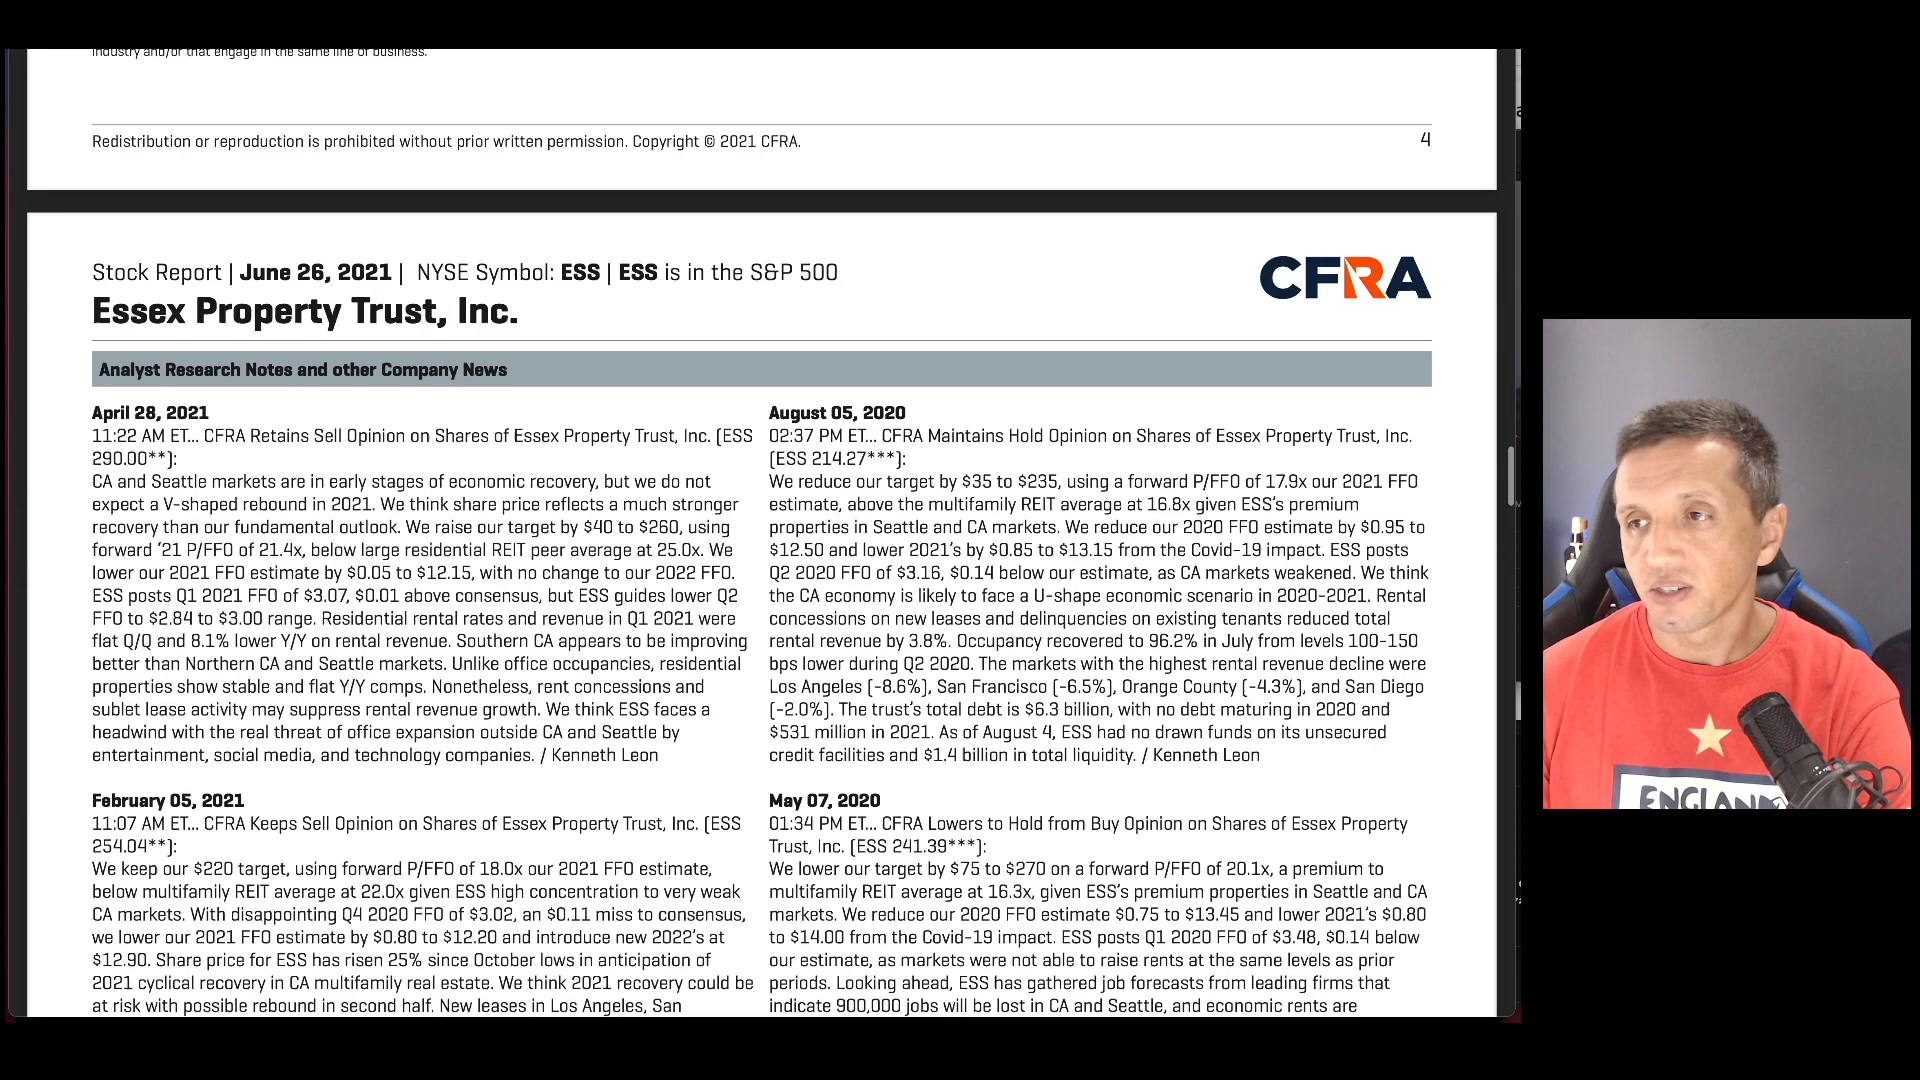 industry and/or that engage in the same line of business.
Redistribution or reproduction is prohibited without prior written permission. Copyright © 2021 CFRA.
4
Stock Report | June 26, 2021 | NYSE Symbol: ESS | ESS is in the S&P 500
CFRA
Essex Property Trust, Inc.
Analyst Research Notes and other Company News
April 28, 2021
11:22 AM ET... CFRA Retains Sell Opinion on Shares of Essex Property Trust, Inc. (ESS
290.00**):
CA and Seattle markets are in early stages of economic recovery, but we do not
expect a V-shaped rebound in 2021. We think share price reflects a much stronger
recovery than our fundamental outlook. We raise our target by $40 to $260, using
forward '21 P/FFO of 21.4x, below large residential REIT peer average at 25.0x. We
lower our 2021 FFO estimate by $0.05 to $12.15, with no change to our 2022 FFO.
ESS posts Q1 2021 FFO of $3.07, $0.01 above consensus, but ESS guides lower Q2
FFO to $2.84 to $3.00 range. Residential rental rates and revenue in Q1 2021 were
flat Q/Q and 8.1% lower Y/Y on rental revenue. Southern CA appears to be improving
better than Northern CA and Seattle markets. Unlike office occupancies, residential
properties show stable and flat Y/Y comps. Nonetheless, rent concessions and
sublet lease activity may suppress rental revenue growth. We think ESS faces a
headwind with the real threat of office expansion outside CA and Seattle by
entertainment, social media, and technology companies. / Kenneth Leon
February 05, 2021
11:07 AM ET... CFRA Keeps Sell Opinion on Shares of Essex Property Trust, Inc. (ESS
254.04**):
We keep our $220 target, using forward P/FFO of 18.0x our 2021 FFO estimate,
below multifamily REIT average at 22.0x given ESS high concentration to very weak
CA markets. With disappointing Q4 2020 FFO of $3.02, an $0.11 miss to consensus,
we lower our 2021 FFO estimate by $0.80 to $12.20 and introduce new 2022's at
$12.90. Share price for ESS has risen 25% since October lows in anticipation of
2021 cyclical recovery in CA multifamily real estate. We think 2021 recovery could be
at risk with possible rebound in second half. New leases in Los Angeles, San
August 05, 2020
02:37 PM ET... CFRA Maintains Hold Opinion on Shares of Essex Property Trust, Inc.
(ESS 214.27***):
We reduce our target by $35 to $235, using a forward P/FFO of 17.9x our 2021 FFO
estimate, above the multifamily REIT average at 16.8x given ESS's premium
properties in Seattle and CA markets. We reduce our 2020 FFO estimate by $0.95 to
$12.50 and lower 2021's by $0.85 to $13.15 from the Covid-19 impact. ESS posts
Q2 2020 FFO of $3.16, $0.14 below our estimate, as CA markets weakened. We think
the CA economy is likely to face a U-shape economic scenario in 2020-2021. Rental
concessions on new leases and delinquencies on existing tenants reduced total
rental revenue by 3.8%. Occupancy recovered to 96.2% in July from levels 100-150
bps lower during Q2 2020. The markets with the highest rental revenue decline were
Los Angeles (-8.6%), San Francisco (-6.5%), Orange County (-4.3%), and San Diego
(-2.0%). The trust's total debt is $6.3 billion, with no debt maturing in 2020 and
$531 million in 2021. As of August 4, ESS had no drawn funds on its unsecured
credit facilities and $1.4 billion in total liquidity. / Kenneth Leon
May 07, 2020
01:34 PM ET... CFRA Lowers to Hold from Buy Opinion on Shares of Essex Property
Trust, Inc. (ESS 241.39***):
We lower our target by $75 to $270 on a forward P/FFO of 20.1x, a premium to
multifamily REIT average at 16.3x, given ESS's premium properties in Seattle and CA
markets. We reduce our 2020 FFO estimate $0.75 to $13.45 and lower 2021's $0.80
to $14.00 from the Covid-19 impact. ESS posts Q1 2020 FFO of $3.48, $0.14 below
our estimate, as markets were not able to raise rents at the same levels as prior
periods. Looking ahead, ESS has gathered job forecasts from leading firms that
indicate 900,000 jobs will be lost in CA and Seattle, and economic rents are
ENGLAND